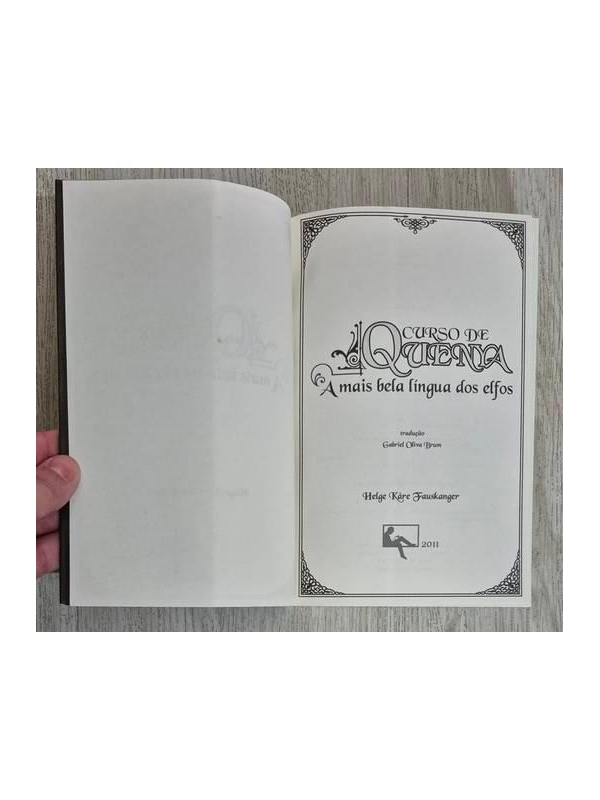 CURSO DE
QUENYA
A mais bela língua dos elfos
tradução
Gabriel Oliva Brum
Helge Kåre Fauskanger
2011